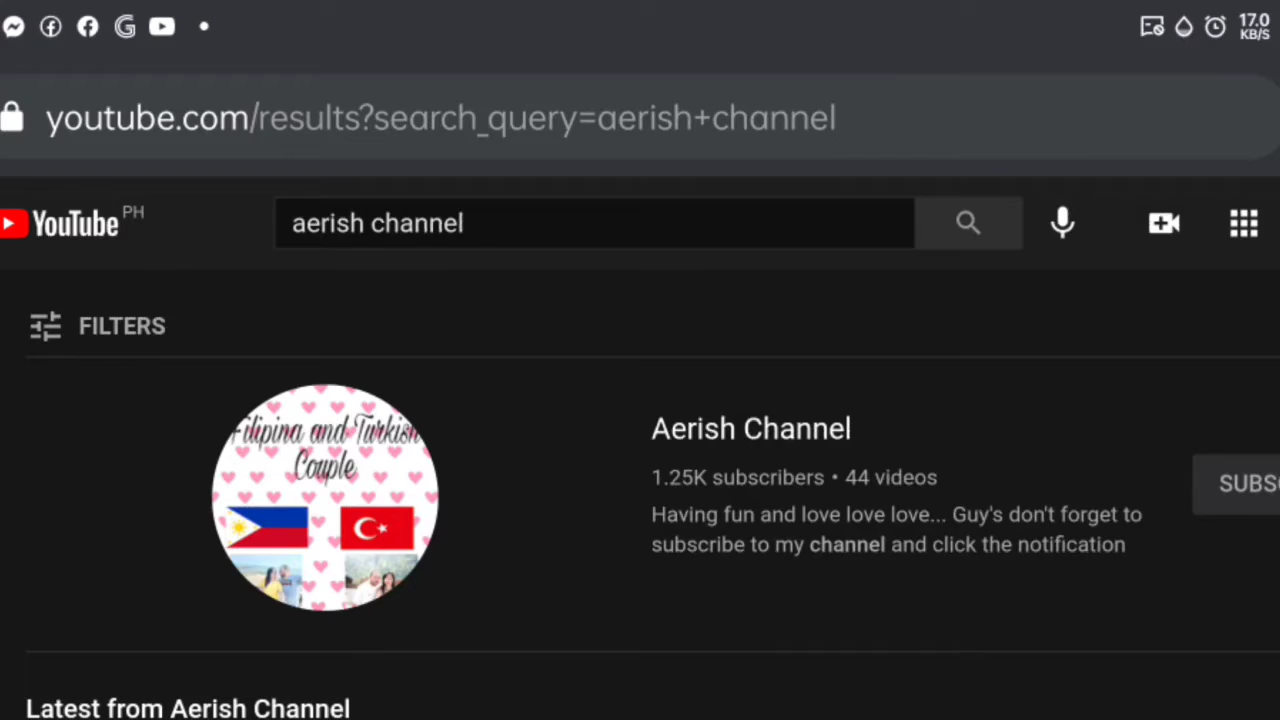 17.0
KB/S
youtube.com/results?search_query=aerish+channel
YouTube PH
aerish channel
FILTERS
Filipina and Turkish
Couple
Aerish Channel
1.25K subscribers • 44 videos
SUBSC
Having fun and love love love... Guy's don't forget to
subscribe to my channel and click the notification
Latest from Aerish Channel